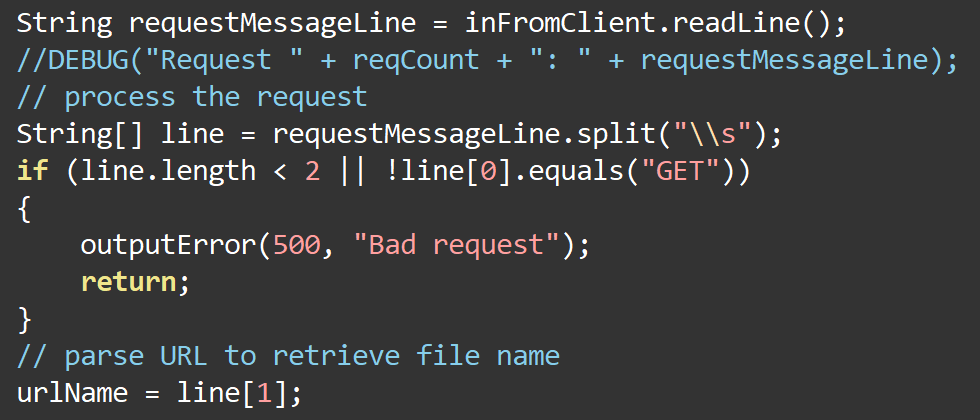 String requestMessageLine = inFromClient.readLine();
//DEBUG("Request " + reqCount + ": " + requestMessageLine);
// process the request
String[] line = requestMessageLine.split("\\s");
if (line.length < 2 || !line[0].equals("GET"))
{
    outputError(500, "Bad request");
    return;
}
// parse URL to retrieve file name
urlName = line[1];